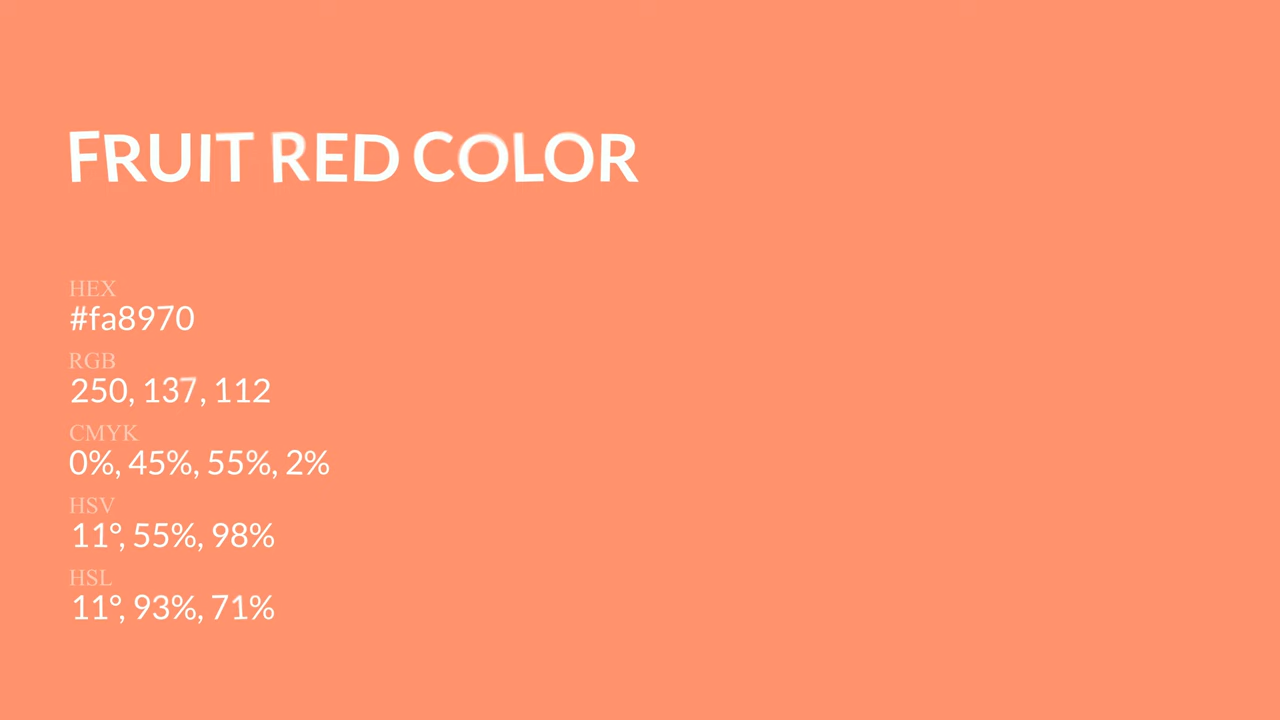 FRUIT RED COLOR
HEX
#fa8970
RGB
250, 137, 112
CMYK
0%, 45%, 55%, 2%
HSV
11°, 55%, 98%
HSL
11°, 93%, 71%